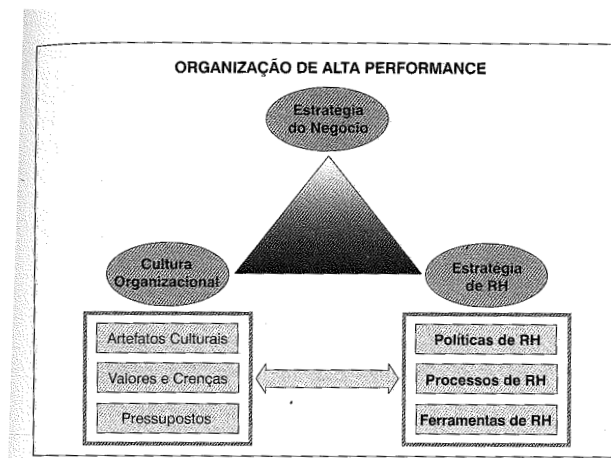 ORGANIZAÇÃO DE ALTA PERFORMANCE
Estratégia
do Negócio
Cultura
Organizacional
Estratégia
de RH
Artefatos Culturais
Valores e Crenças
Pressupostos
Políticas de RH
Processos de RH
Ferramentas de RH